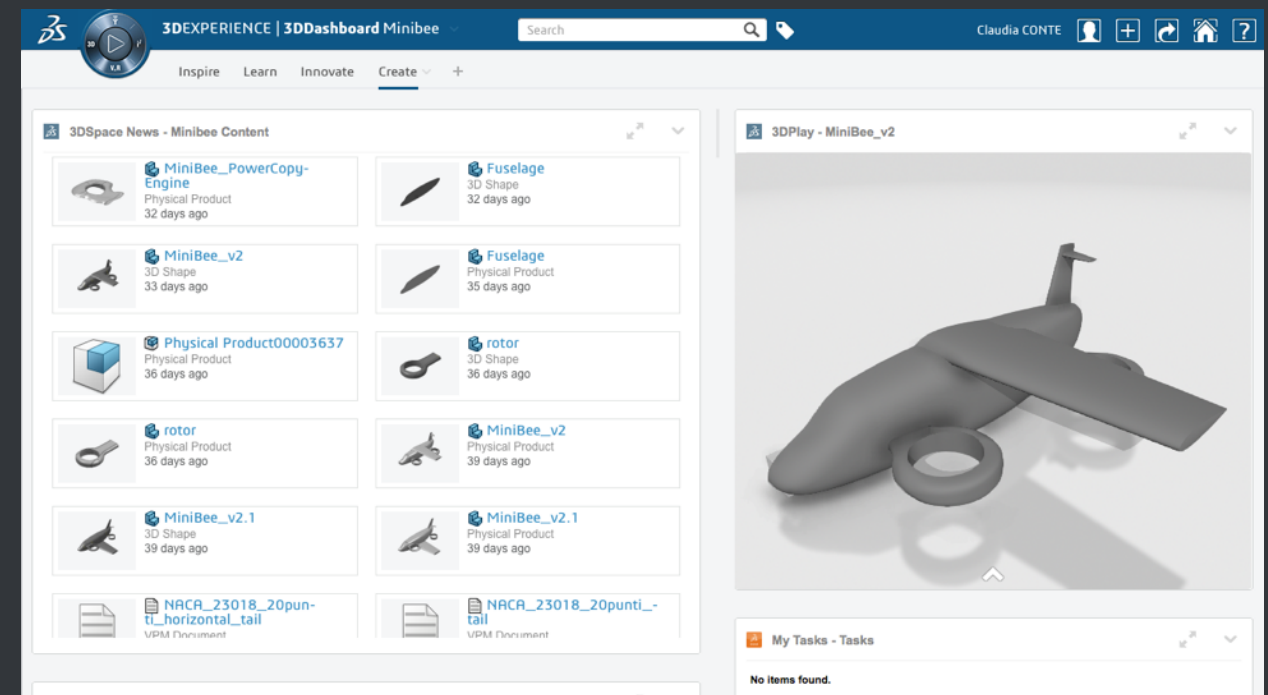 3DEXPERIENCE | 3DDashboard Minibee
Search
Claudia CONTE
3D
V.R
Inspire
Learn
Innovate
Create
3DSpace News - Minibee Content
MiniBee_PowerCopy-
Engine
Physical Product
32 days ago
Fuselage
3D Shape
32 days ago
MiniBee_v2
3D Shape
33 days ago
Fuselage
Physical Product
35 days ago
Physical Product00003637
Physical Product
36 days ago
rotor
3D Shape
36 days ago
rotor
Physical Product
36 days ago
MiniBee_v2
Physical Product
39 days ago
MiniBee_v2.1
3D Shape
39 days ago
MiniBee_v2.1
Physical Product
39 days ago
NACA_23018_20pun-
ti_horizontal_tail
VPM Document
NACA_23018_20punti_-
tail
VPM Document
3DPlay - MiniBee_v2
My Tasks - Tasks
No items found.